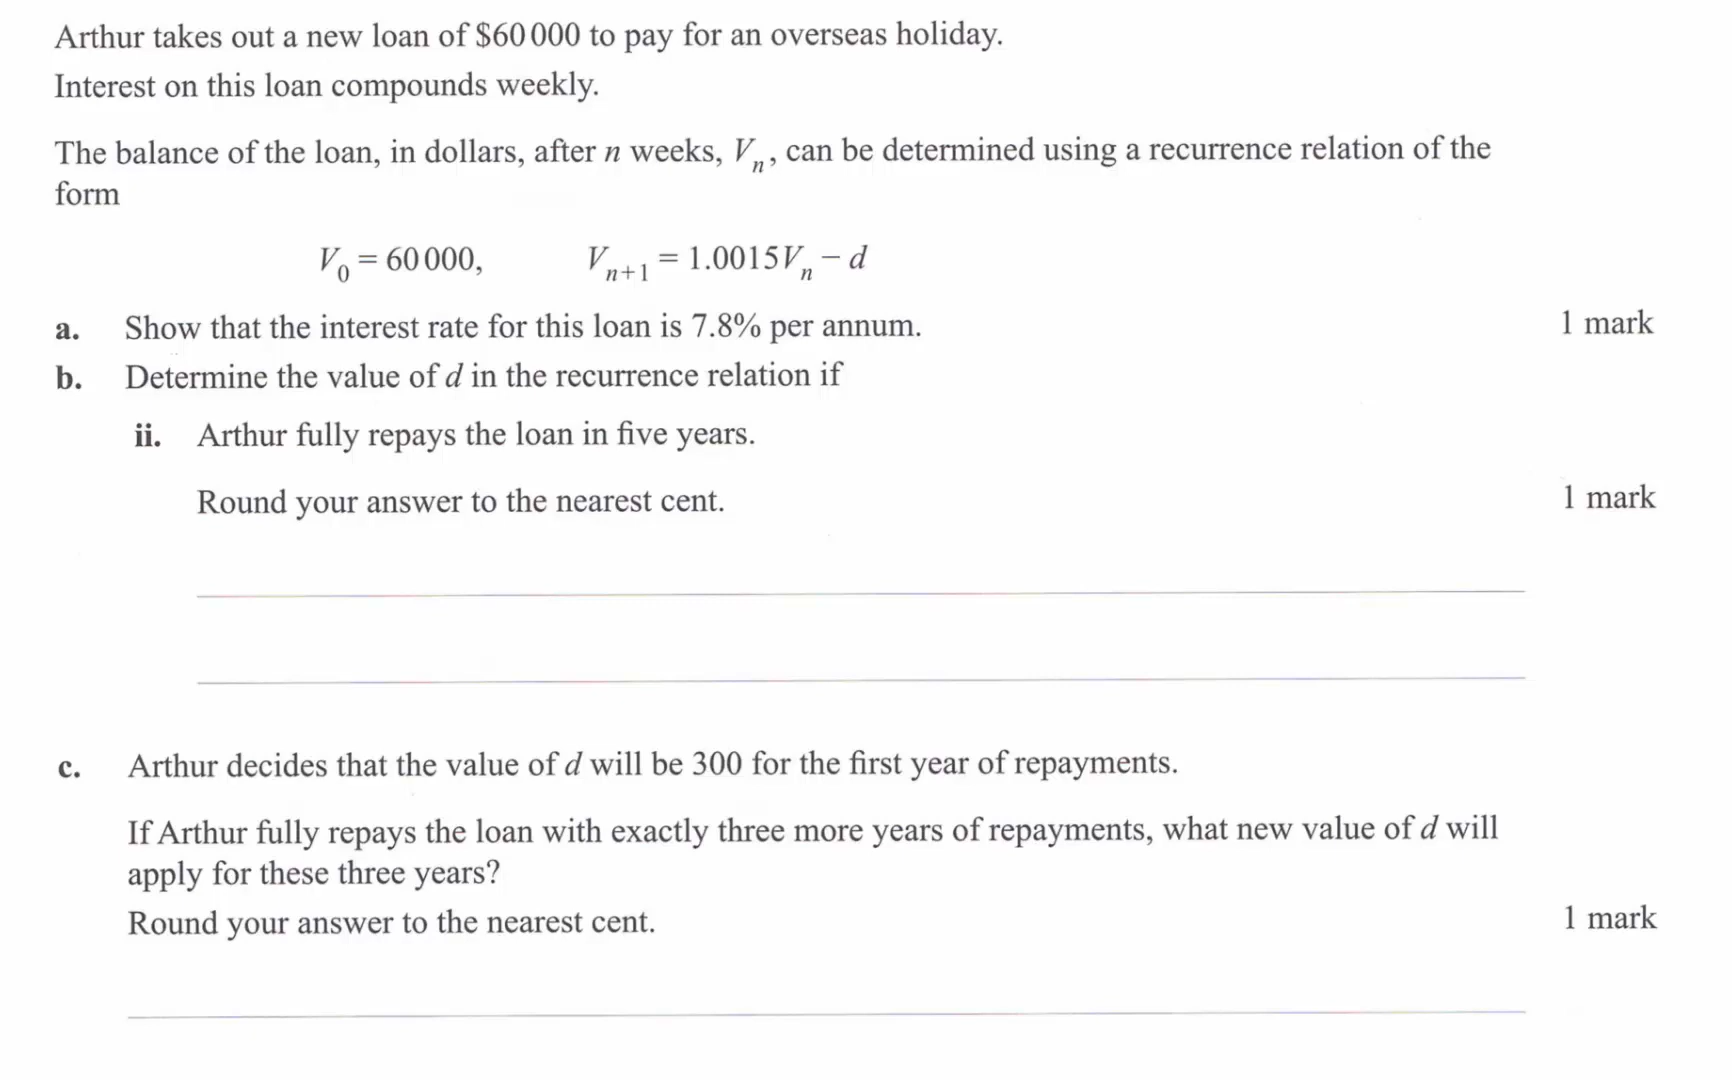 Arthur takes out a new loan of $60 000 to pay for an overseas holiday.
Interest on this loan compounds weekly.
The balance of the loan, in dollars, after n weeks, Vₙ, can be determined using a recurrence relation of the
form
V₀ = 60 000, Vₙ₊₁ = 1.0015Vₙ − d
a. Show that the interest rate for this loan is 7.8% per annum. 1 mark
b. Determine the value of d in the recurrence relation if
ii. Arthur fully repays the loan in five years.
Round your answer to the nearest cent. 1 mark
c. Arthur decides that the value of d will be 300 for the first year of repayments.
If Arthur fully repays the loan with exactly three more years of repayments, what new value of d will
apply for these three years?
Round your answer to the nearest cent. 1 mark